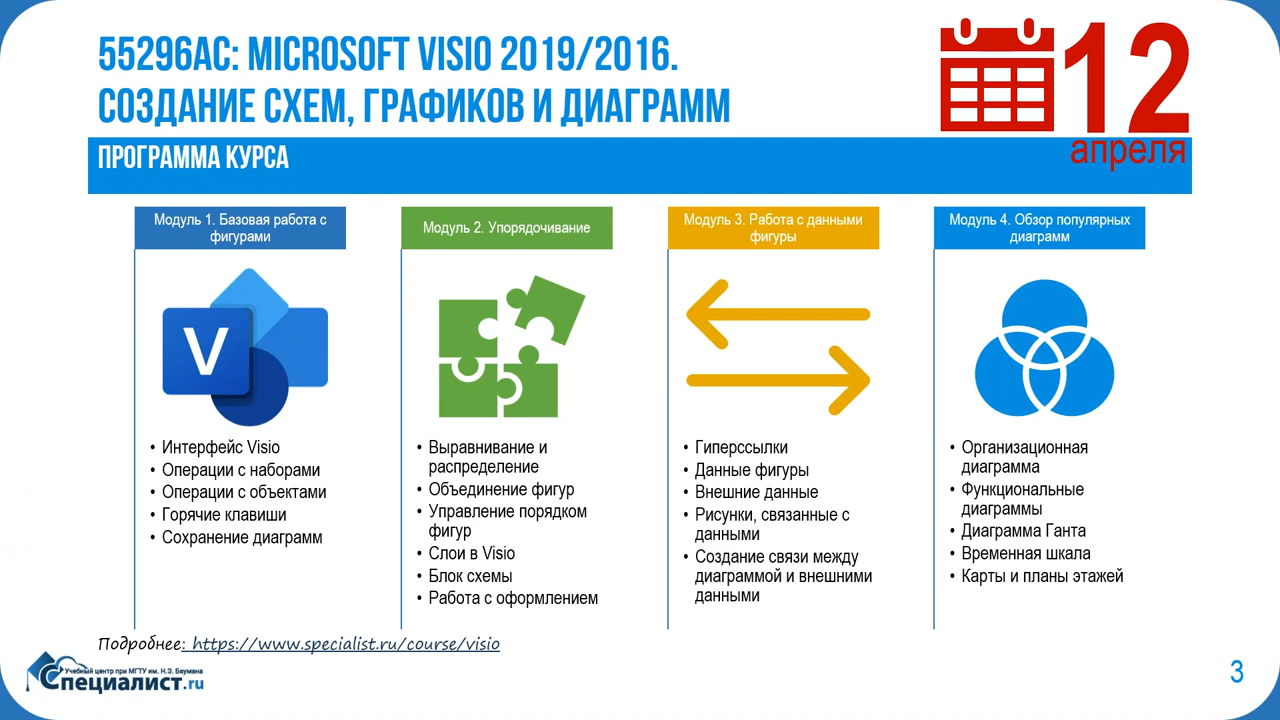 55296AC: MICROSOFT VISIO 2019/2016.
СОЗДАНИЕ СХЕМ, ГРАФИКОВ И ДИАГРАММ
12
апреля
ПРОГРАММА КУРСА
Модуль 1. Базовая работа с
фигурами
V
• Интерфейс Visio
• Операции с наборами
• Операции с объектами
• Горячие клавиши
• Сохранение диаграмм
Модуль 2. Упорядочивание
• Выравнивание и
распределение
• Объединение фигур
• Управление порядком
фигур
• Слои в Visio
• Блок схемы
• Работа с оформлением
Модуль 3. Работа с данными
фигуры
• Гиперссылки
• Данные фигуры
• Внешние данные
• Рисунки, связанные с
данными
• Создание связи между
диаграммой и внешними
данными
Модуль 4. Обзор популярных
диаграмм
• Организационная
диаграмма
• Функциональные
диаграммы
• Диаграмма Ганта
• Временная шкала
• Карты и планы этажей
Подробнее: https://www.specialist.ru/course/visio
Учебный центр при МГТУ им. Н.Э. Баумана
Специалист.ru
3